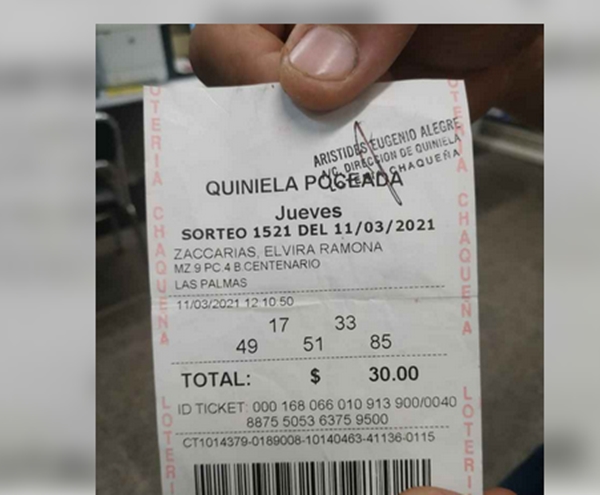 ARISTIDES EUGENIO ALEGRE
DIRECCION DE QUINIELA
CHAQUEÑA
QUINIELA POCEADA
Jueves
SORTEO 1521 DEL 11/03/2021
ZACCARIAS, ELVIRA RAMONA
MZ 9 PC 4 B CENTENARIO
LAS PALMAS
11/03/2021 12 10 50
17 33
49 51 85
TOTAL: $ 30.00
ID TICKET: 000 168 066 010 913 900/0040
8875 5053 6375 9500
CT1014379-0189008-10140463-41136-0115
LOTERIA CHAQUEÑA
LOTERIA CHAQUEÑA